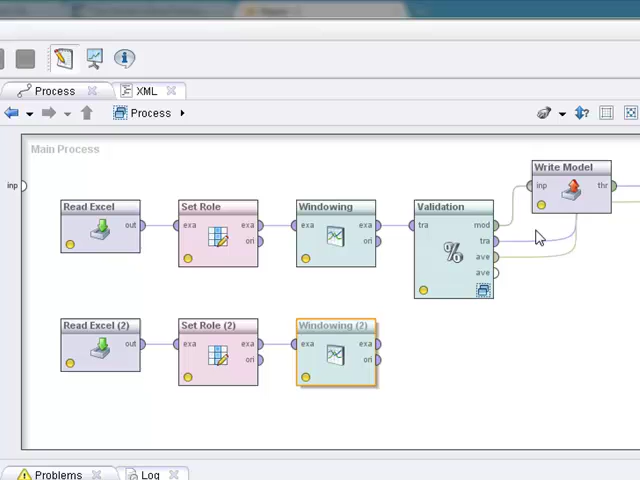 Process
XML
Process
Main Process
inp
Read Excel
out
Set Role
exa
exa
ori
Windowing
exa
exa
ori
Validation
tra
mod
tra
ave
ave
Write Model
inp
thr
Read Excel (2)
out
Set Role (2)
exa
exa
ori
Windowing (2)
exa
exa
ori
Problems
Log